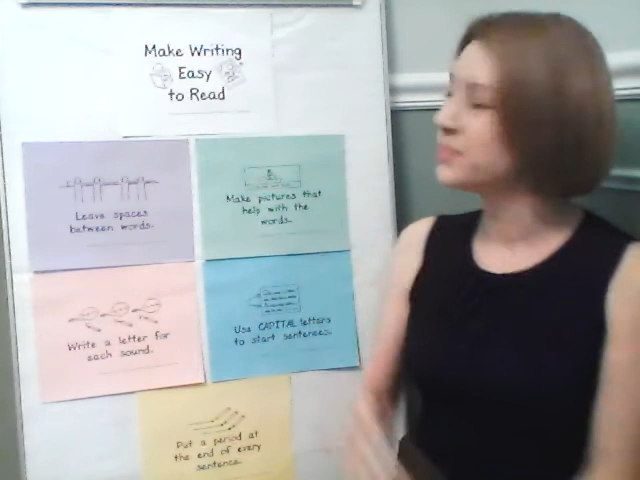 Make Writing
Easy
to Read
Leave spaces
between words.
Make pictures that
help with the
words.
Write a letter for
each sound.
Use CAPITAL letters
to start sentences.
Put a period at
the end of every
sentence.